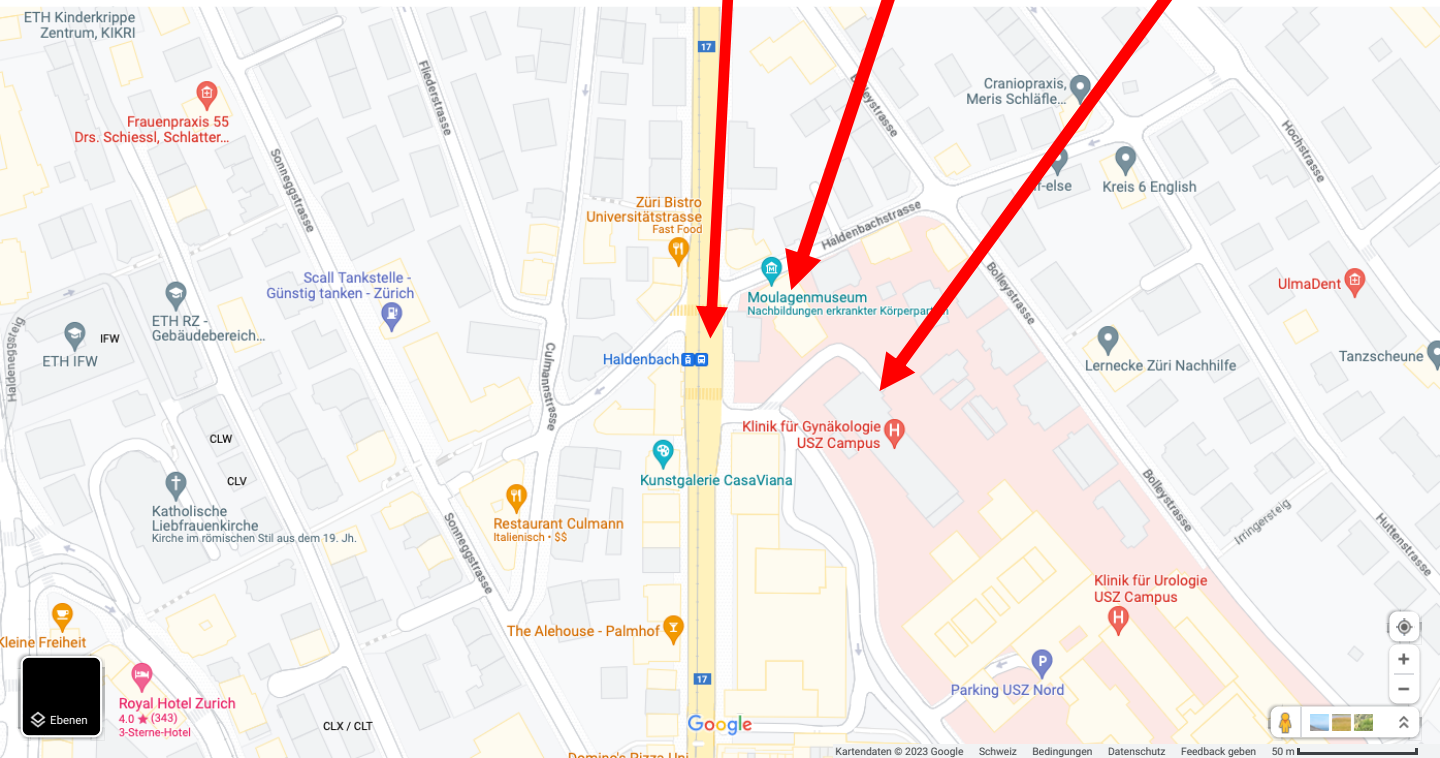 ETH Kinderkrippe
Zentrum, KIKRI
17
Craniopraxis,
Meris Schläfle...
Frauenpraxis 55
Drs. Schiessl, Schlatter...
Fliederstrasse
Bolleystrasse
Hochstrasse
Sonneggstrasse
Kreis 6 English
Züri Bistro
Universitätstrasse
Fast Food
Haldenbachstrasse
Scall Tankstelle -
Günstig tanken - Zürich
Moulagenmuseum
Nachbildungen erkrankter
Bolleystrasse
UlmaDent
ETH RZ -
Gebäudebereich...
IFW
ETH IFW
Haldeneggsteig
Culmannstrasse
Haldenbach
Lernecke Züri Nachhilfe
Tanzscheune
CLW
Klinik für Gynäkologie
USZ Campus
CLV
Kunstgalerie CasaViana
Katholische
Liebfrauenkirche
Kirche im römischen Stil aus dem 19. Jh.
Restaurant Culmann
Italienisch • $$
Sonneggstrasse
Bolleystrasse
Irringersteig
Huttenstrasse
Klinik für Urologie
USZ Campus
Kleine Freiheit
The Alehouse - Palmhof
P
Parking USZ Nord
17
Royal Hotel Zurich
4.0 ★ (343)
3-Sterne-Hotel
Ebenen
CLX / CLT
Google
Domino's Pizza Uni
Kartendaten © 2023 Google Schweiz Bedingungen Datenschutz Feedback geben 50 m